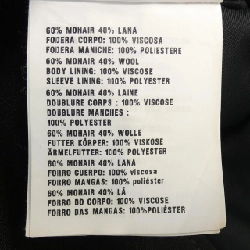 60% MOHAIR 40% LANA
FODERA CORPO: 100% VISCOSA
FODERA MANICHE: 100% POLIESTERE
60% MOHAIR 40% WOOL
BODY LINING: 100% VISCOSE
SLEEVE LINING: 100% POLYESTER
60% MOHAIR 40% LAINE
DOUBLURE CORPS : 100% VISCOSE
DOUBLURE MANCHES :
100% POLYESTER
60% MOHAIR 40% WOLLE
FUTTER KÖRPER: 100% VISCOSE
ÄRMELFUTTER: 100% POLYESTER
60% MOHAIR 40% LANA
FORRO CUERPO: 100% viscosa
FORRO MANGAS: 100% poliéster
60% MOHAIR 40% LÃ
FORRO DO CORPO: 100% VISCOSE
FORRO DAS MANGAS: 100%POLIÉSTER